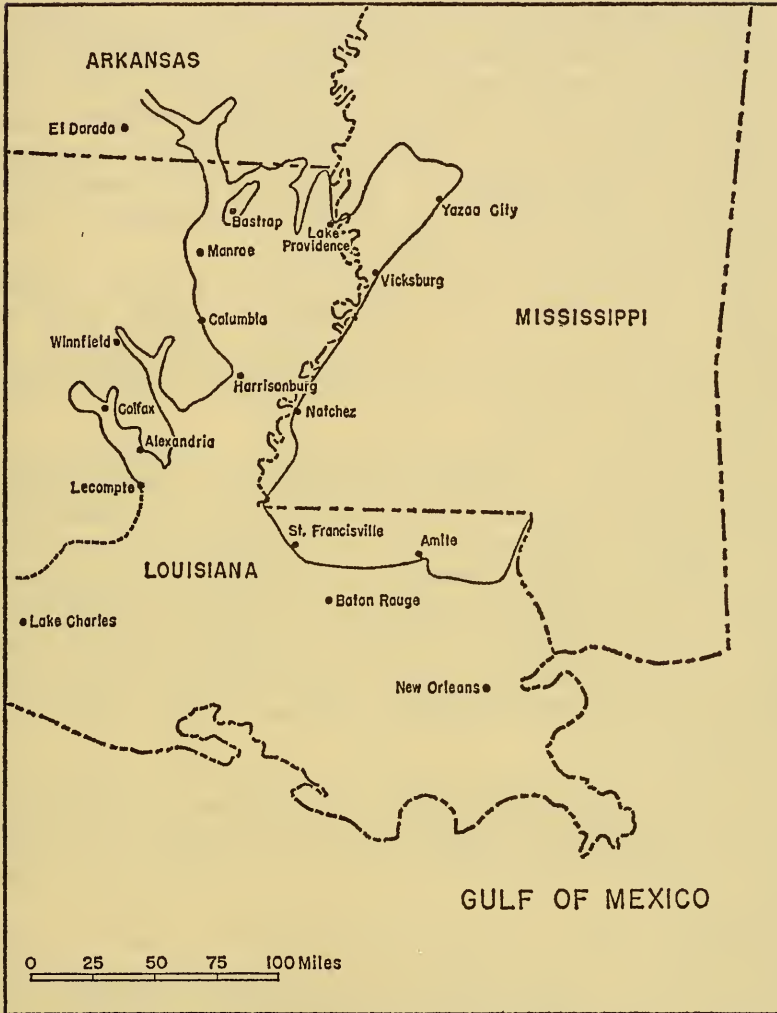 ARKANSAS
El Dorado
Bastrop
Lake
Providence
Yazoo City
Monroe
Vicksburg
Columbia
MISSISSIPPI
Winnfield
Harrisonburg
Colfax
Natchez
Alexandria
Lecompte
St. Francisville
Amite
LOUISIANA
Baton Rouge
Lake Charles
New Orleans
GULF OF MEXICO
0 25 50 75 100 Miles